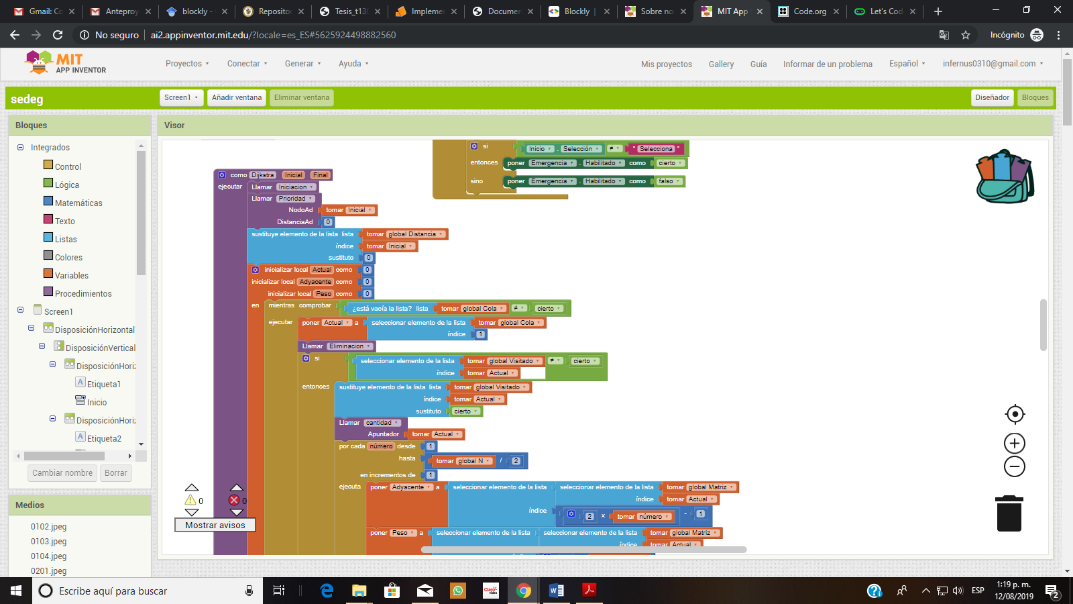 Gmail: Co
Anteproy
blockly -
Reposito
Tesis_t13
Impleme
Documen
Blockly |
Sobre no
MIT App
Code.org
Let's Cod
No seguro | ai2.appinventor.mit.edu/?locale=es_ES#5625924498882560
Incógnito
MIT
APP INVENTOR
Proyectos
Conectar
Generar
Ayuda
Mis proyectos
Gallery
Guía
Informar de un problema
Español
infernus0310@gmail.com
sedeg
Screen1
Añadir ventana
Eliminar ventana
Diseñador
Bloques
Bloques
Visor
Integrados
Control
Lógica
Matemáticas
Texto
Listas
Colores
Variables
Procedimientos
Screen1
DisposiciónHorizontal
DisposiciónVertical
DisposiciónHoriz
Etiqueta1
Inicio
DisposiciónHoriz
Etiqueta2
Cambiar nombre
Borrar
Medios
0102.jpeg
0103.jpeg
0104.jpeg
0201.jpeg
si Inicio . Selección ≠ " Selecciona "
entonces poner Emergencia . Habilitado como cierto
sino poner Emergencia . Habilitado como falso
como Dijkstra Inicial Final
ejecutar Llamar Iniciacion
Llamar Prioridad
NodoAd tomar Inicial
DistanciaAd 0
sustituye elemento de la lista lista tomar global Distancia
índice tomar Inicial
sustituto 0
inicializar local Actual como 0
inicializar local Adyacente como 0
inicializar local Peso como 0
en mientras comprobar ¿está vacía la lista? lista tomar global Cola ≠ cierto
ejecutar poner Actual a seleccionar elemento de la lista tomar global Cola
índice 1
Llamar Eliminacion
si seleccionar elemento de la lista tomar global Visitado ≠ cierto
índice tomar Actual
entonces sustituye elemento de la lista lista tomar global Visitado
índice tomar Actual
sustituto cierto
Llamar cantidad
Apuntador tomar Actual
por cada número desde 1
hasta tomar global N / 2
en incrementos de 1
ejecuta poner Adyacente a seleccionar elemento de la lista seleccionar elemento de la lista tomar global Matriz
índice tomar Actual
índice 2 × tomar número - 1
poner Peso a seleccionar elemento de la lista seleccionar elemento de la lista tomar global Matriz
índice tomar Actual
0
0
Mostrar avisos
Escribe aquí para buscar
ESP
1:19 p. m.
12/08/2019
2